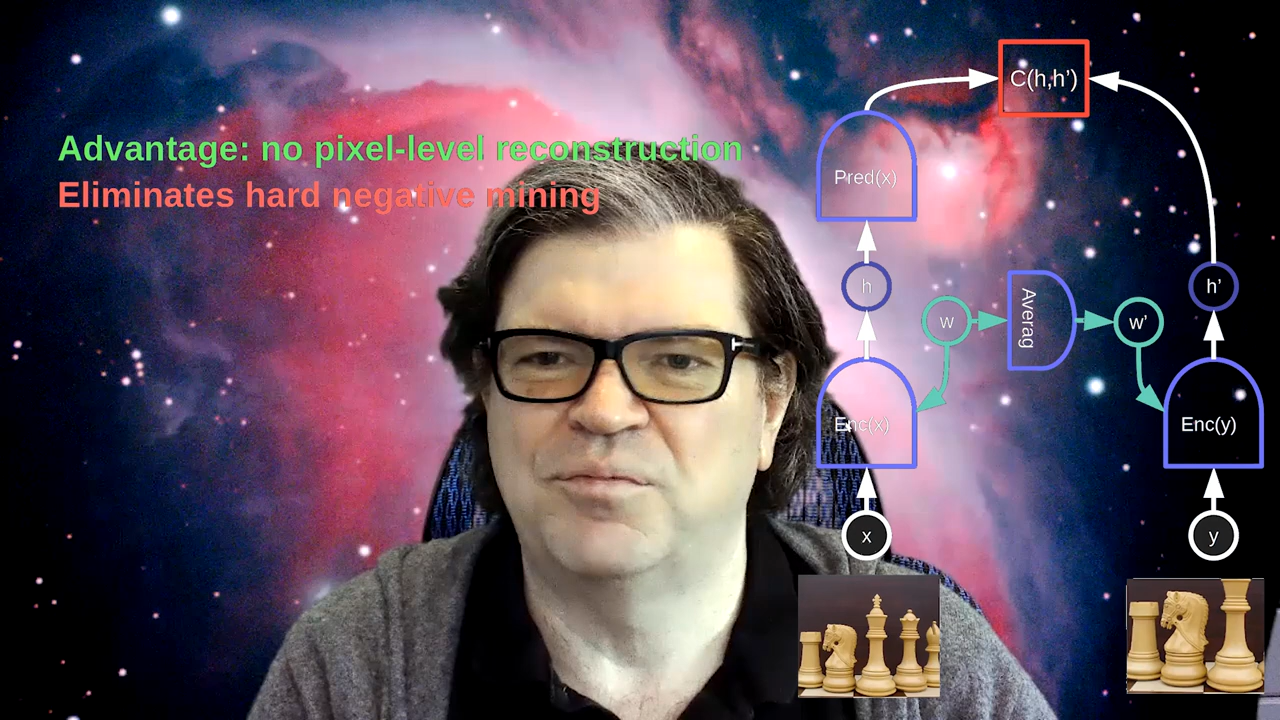 Advantage: no pixel-level reconstruction
Eliminates hard negative mining
C(h,h’)
Pred(x)
h
h’
w
Averag
w’
Enc(x)
Enc(y)
x
y